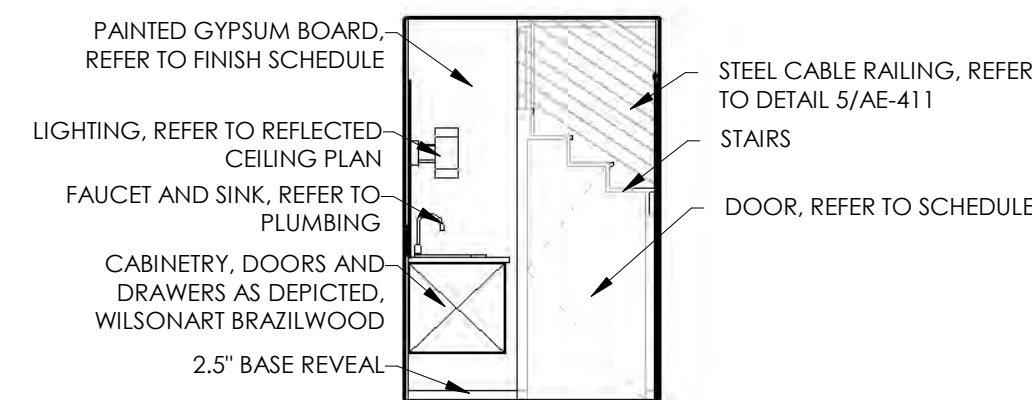 PAINTED GYPSUM BOARD,
REFER TO FINISH SCHEDULE
LIGHTING, REFER TO REFLECTED
CEILING PLAN
FAUCET AND SINK, REFER TO
PLUMBING
CABINETRY, DOORS AND
DRAWERS AS DEPICTED,
WILSONART BRAZILWOOD
2.5" BASE REVEAL
STEEL CABLE RAILING, REFER
TO DETAIL 5/AE-411
STAIRS
DOOR, REFER TO SCHEDULE